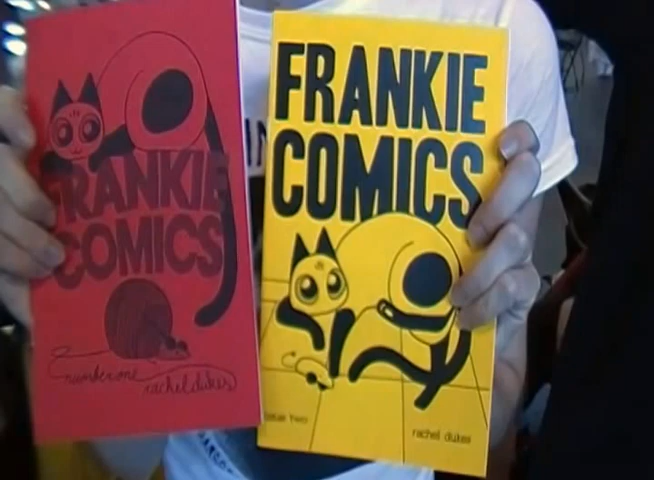 FRANKIE
COMICS
number one
rachel dukes
FRANKIE
COMICS
issue two
rachel dukes